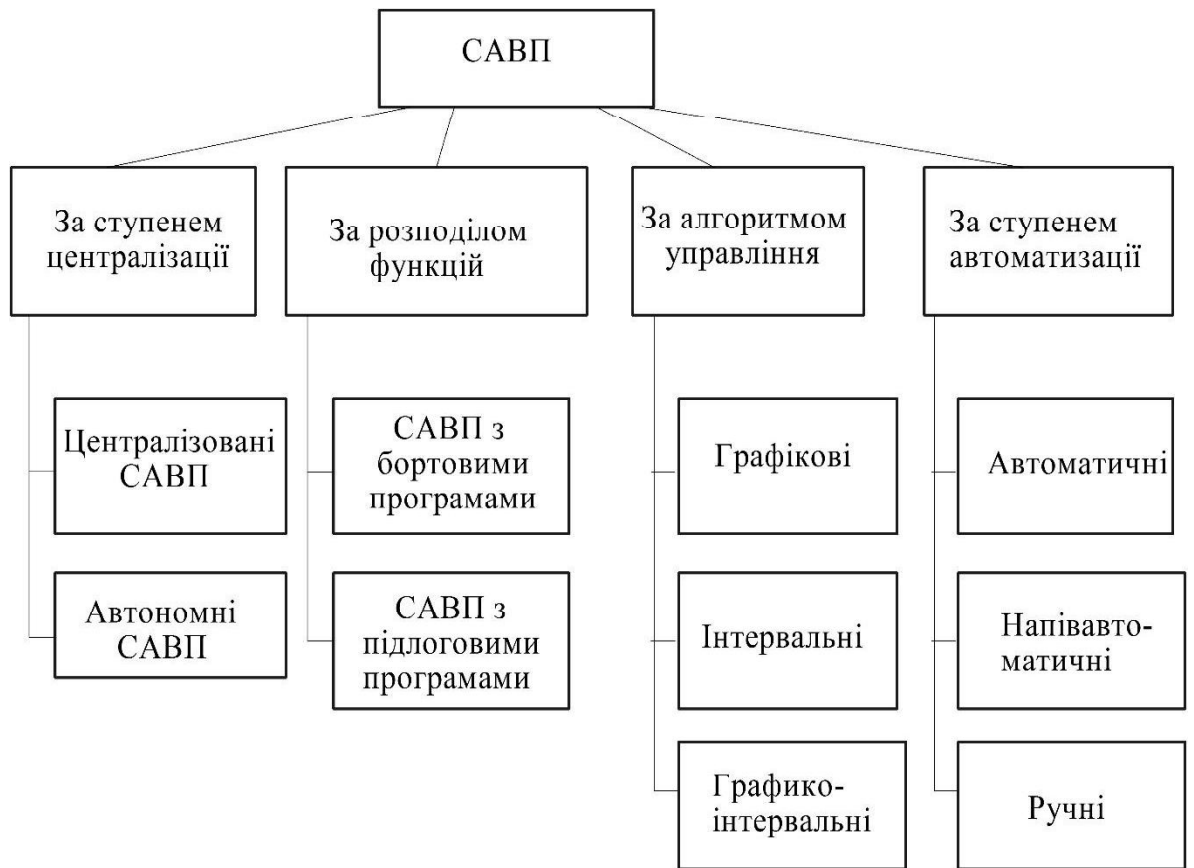 САВП
За ступенем
централізації
За розподілом
функцій
За алгоритмом
управління
За ступенем
автоматизації
Централізовані
САВП
САВП з
бортовими
програмами
Графікові
Автоматичні
Автономні
САВП
САВП з
підлоговими
програмами
Інтервальні
Напівавто-
матичні
Графико-
інтервальні
Ручні